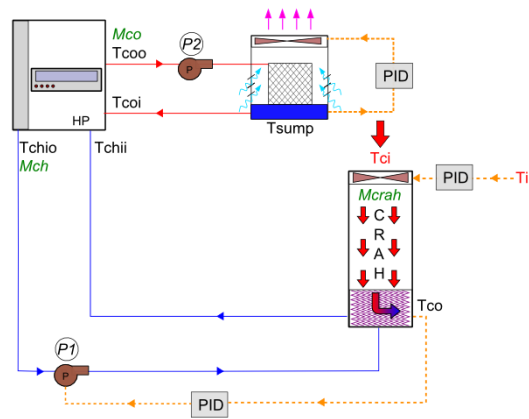 Mco
Tcoo
P2
PID
Tcoi
HP
Tsump
Tchio
Tchii
Mch
Tci
PID
Ti
Mcrah
C
R
A
H
Tco
P1
P
P
PID